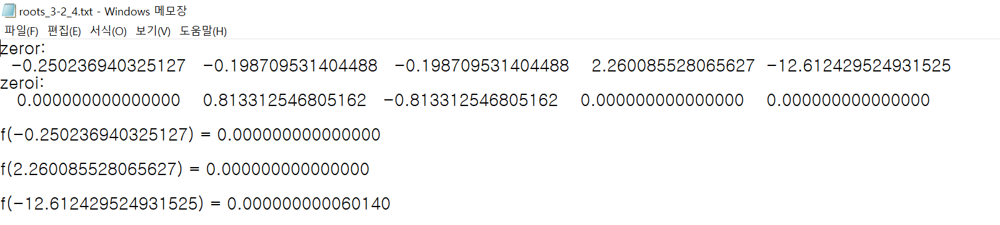 roots_3-2_4.txt - Windows 메모장
파일(F) 편집(E) 서식(O) 보기(V) 도움말(H)
zeror:
-0.250236940325127 -0.198709531404488 -0.198709531404488 2.260085528065627 -12.612429524931525
zeroi:
0.000000000000000 0.813312546805162 -0.813312546805162 0.000000000000000 0.000000000000000
f(-0.250236940325127) = 0.000000000000000
f(2.260085528065627) = 0.000000000000000
f(-12.612429524931525) = 0.000000000060140